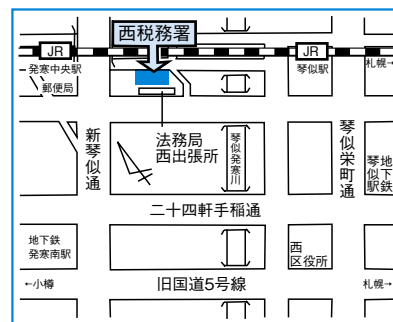 西税務署
JR
JR
発寒中央駅
琴似駅
札幌→
郵便局
法務局
西出張所
新琴似通
琴似発寒川
琴似栄町通
地下鉄
琴似駅
二十四軒手稲通
地下鉄
発寒南駅
西
区役所
←小樽
旧国道5号線
札幌→